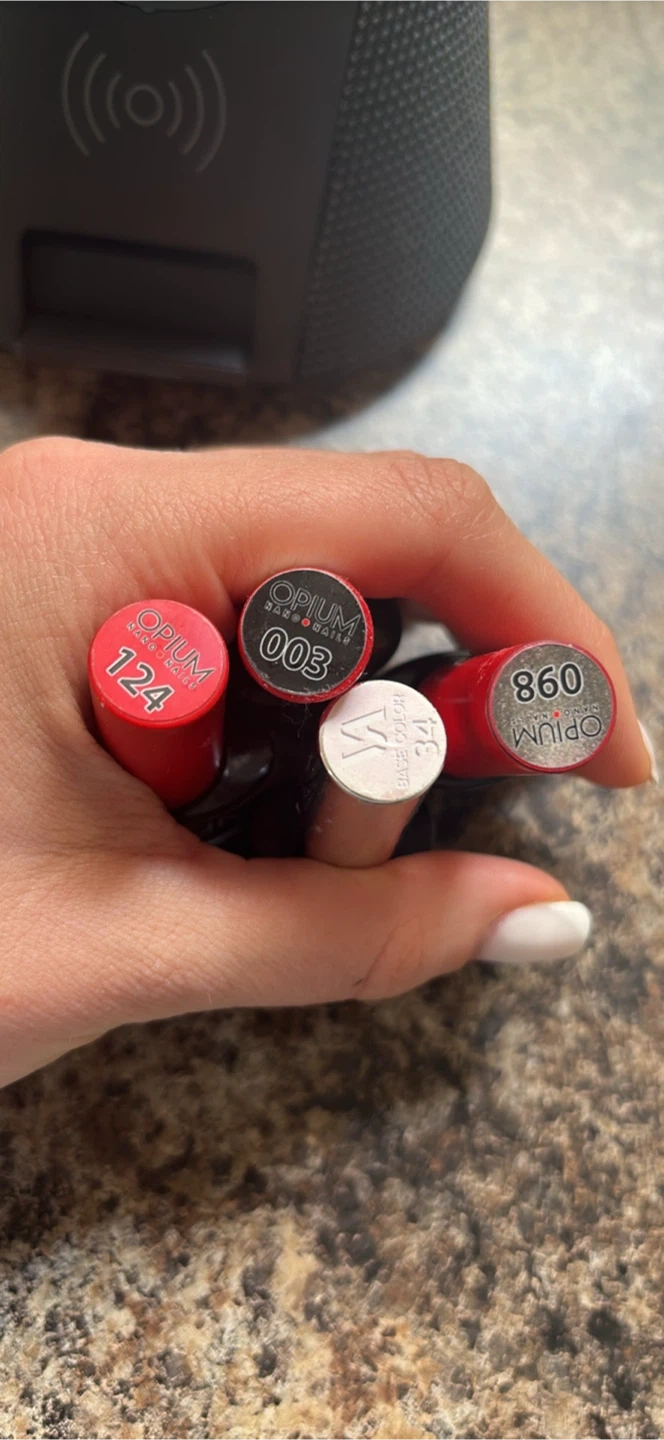 OPIUM
NANO NAILS
124
OPIUM
NANO NAILS
003
BASE COLOR
34
OPIUM
NANO NAILS
098